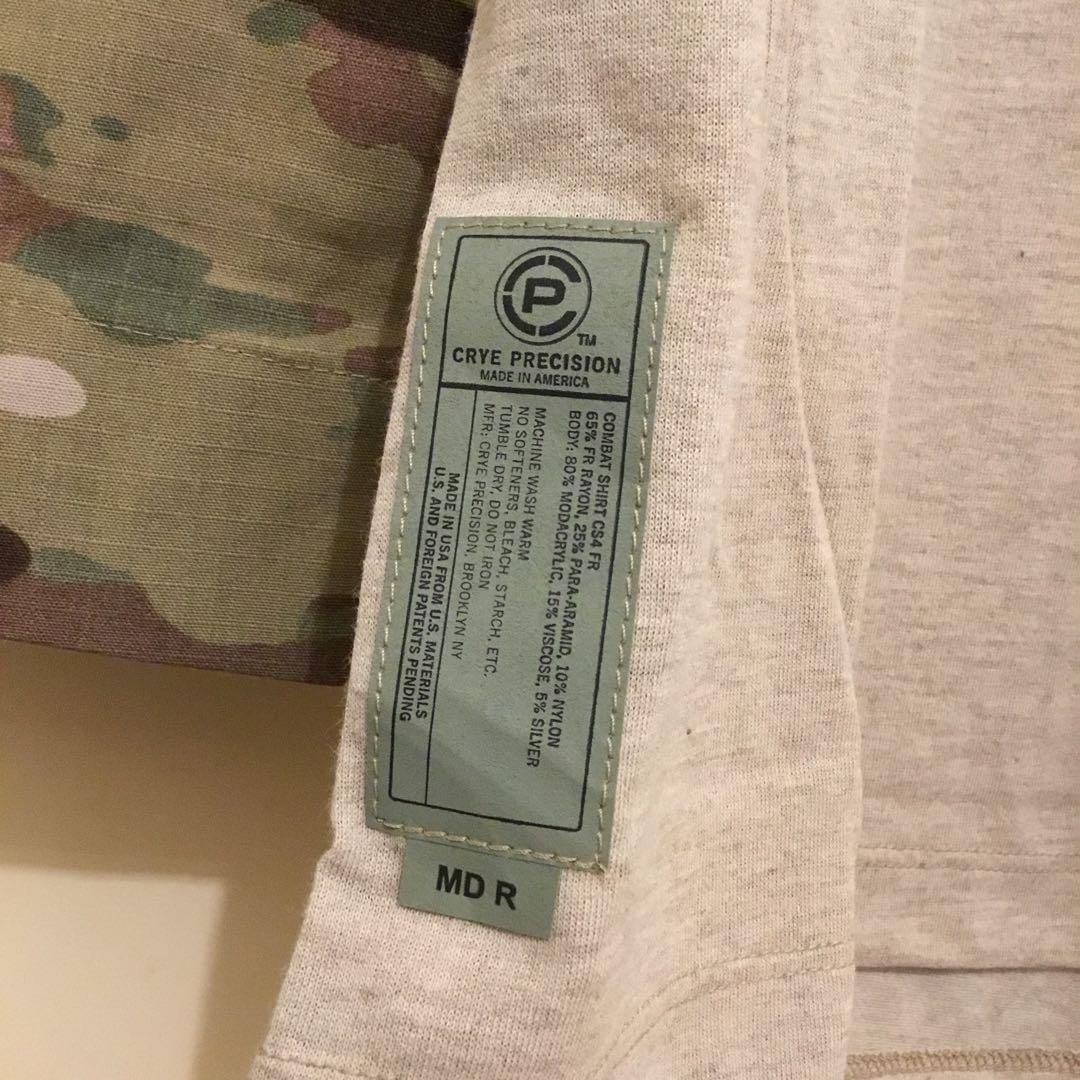 CP
TM
CRYE PRECISION
MADE IN AMERICA
COMBAT SHIRT CS4 FR
65% FR RAYON, 25% PARA-ARAMID, 10% NYLON
BODY: 80% MODACRYLIC, 15% VISCOSE, 5% SILVER
MACHINE WASH WARM
NO SOFTENERS, BLEACH, STARCH, ETC.
TUMBLE DRY, DO NOT IRON
MFR: CRYE PRECISION, BROOKLYN NY
MADE IN USA FROM U.S. MATERIALS
U.S. AND FOREIGN PATENTS PENDING
MD R